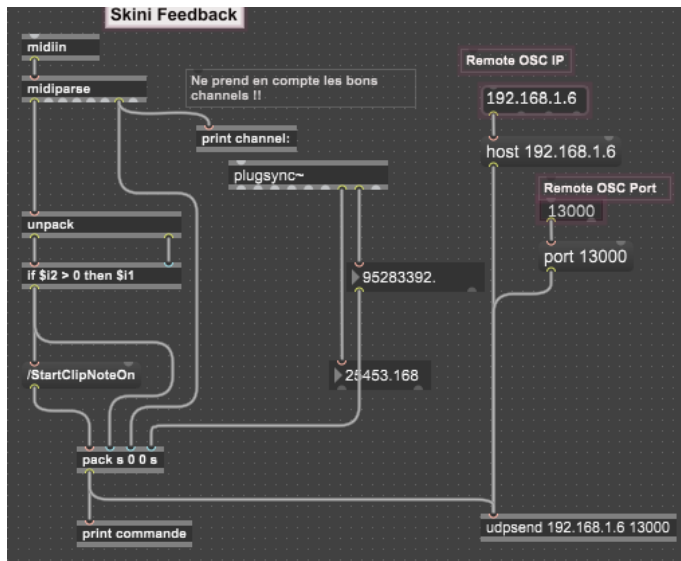 Skini Feedback
midiin
midiparse
Ne prend en compte les bons
channels !!
print channel:
plugsync~
unpack
if $i2 > 0 then $i1
95283392.
25453.168
/StartClipNoteOn
pack s 0 0 s
print commande
Remote OSC IP
192.168.1.6
host 192.168.1.6
Remote OSC Port
13000
port 13000
udpsend 192.168.1.6 13000